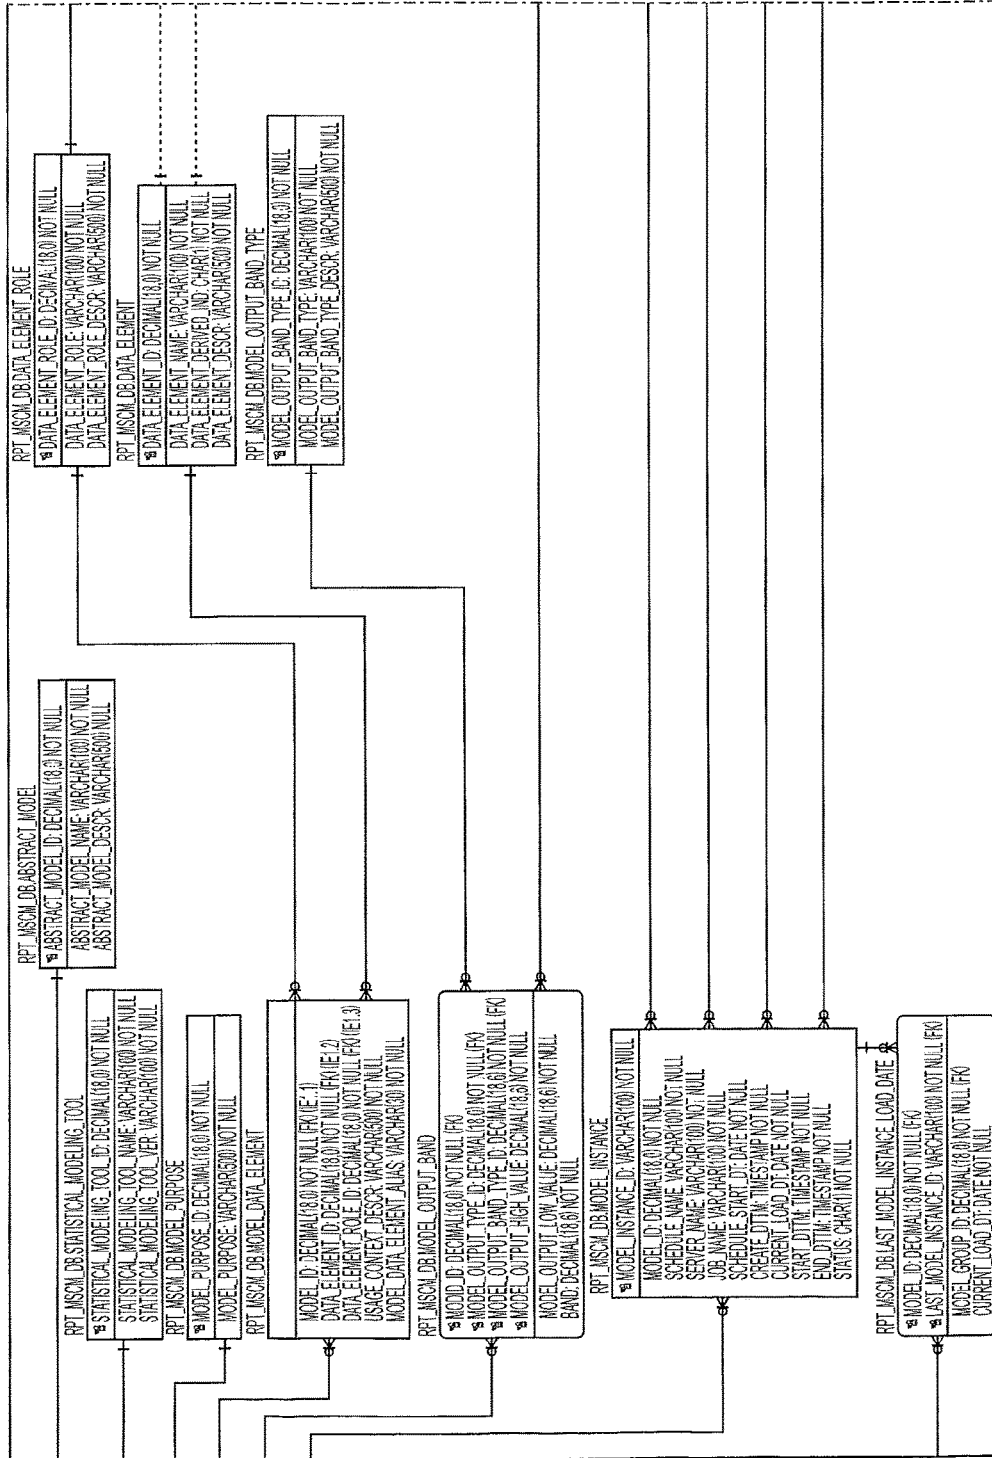 RPT_MSCM_DB.ABSTRACT_MODEL
ABSTRACT_MODEL_ID: DECIMAL(18,0) NOT NULL
ABSTRACT_MODEL_NAME: VARCHAR(100) NOT NULL
ABSTRACT_MODEL_DESCR: VARCHAR(500) NOT NULL
RPT_MSCM_DB.STATISTICAL_MODELING_TOOL
STATISTICAL_MODELING_TOOL_ID: DECIMAL(18,0) NOT NULL
STATISTICAL_MODELING_TOOL_NAME: VARCHAR(100) NOT NULL
STATISTICAL_MODELING_TOOL_VER: VARCHAR(100) NOT NULL
RPT_MSCM_DB.MODEL_PURPOSE
MODEL_PURPOSE_ID: DECIMAL(18,0) NOT NULL
MODEL_PURPOSE: VARCHAR(500) NOT NULL
RPT_MSCM_DB.MODEL_DATA_ELEMENT
MODEL_ID: DECIMAL(18,0) NOT NULL (FK)(IE1.1)
DATA_ELEMENT_ID: DECIMAL(18,0) NOT NULL (FK)(IE1.2)
DATA_ELEMENT_ROLE_ID: DECIMAL(18,0) NOT NULL (FK)(IE1.3)
USAGE_CONTEXT_DESCR: VARCHAR(500) NOT NULL
MODEL_DATA_ELEMENT_ALIAS: VARCHAR(30) NOT NULL
RPT_MSCM_DB.MODEL_OUTPUT_BAND
MODID_ID: DECIMAL(18,0) NOT NULL (FK)
MODEL_OUTPUT_TYPE_ID: DECIMAL(18,0) NOT NULL (FK)
MODEL_OUTPUT_BAND_TYPE_ID: DECIMAL(18,6) NOT NULL (FK)
MODEL_OUTPUT_HIGH_VALUE: DECIMAL(18,6) NOT NULL
MODEL_OUTPUT_LOW_VALUE: DECIMAL(18,6) NOT NULL
BAND: DECIMAL(18,6) NOT NULL
RPT_MSCM_DB.MODEL_INSTANCE
MODEL_INSTANCE_ID: VARCHAR(100) NOT NULL
MODEL_ID: DECIMAL(18,0) NOT NULL
SCHEDULE_NAME: VARCHAR(100) NOT NULL
SERVER_NAME: VARCHAR(100) NOT NULL
JOB_NAME: VARCHAR(100) NOT NULL
SCHEDULE_START_DT: DATE NOT NULL
CREATE_DTTM: TIMESTAMP NOT NULL
CURRENT_LOAD_DT: DATE NOT NULL
START_DTTM: TIMESTAMP NOT NULL
END_DTTM: TIMESTAMP NOT NULL
STATUS: CHAR(1) NOT NULL
RPT_MSCM_DB.LAST_MODEL_INSTANCE_LOAD_DATE
MODEL_ID: DECIMAL(18,0) NOT NULL (FK)
LAST_MODEL_INSTANCE_ID: VARCHAR(100) NOT NULL (FK)
MODEL_GROUP_ID: DECIMAL(18,0) NOT NULL (FK)
CURRENT_LOAD_DT: DATE NOT NULL
RPT_MSCM_DB.DATA_ELEMENT_ROLE
DATA_ELEMENT_ROLE_ID: DECIMAL(18,0) NOT NULL
DATA_ELEMENT_ROLE: VARCHAR(100) NOT NULL
DATA_ELEMENT_ROLE_DESCR: VARCHAR(500) NOT NULL
RPT_MSCM_DB.DATA_ELEMENT
DATA_ELEMENT_ID: DECIMAL(18,0) NOT NULL
DATA_ELEMENT_NAME: VARCHAR(100) NOT NULL
DATA_ELEMENT_DERIVED_IND: CHAR(1) NOT NULL
DATA_ELEMENT_DESCR: VARCHAR(500) NOT NULL
RPT_MSCM_DB.MODEL_OUTPUT_BAND_TYPE
MODEL_OUTPUT_BAND_TYPE_ID: DECIMAL(18,0) NOT NULL
MODEL_OUTPUT_BAND_TYPE: VARCHAR(100) NOT NULL
MODEL_OUTPUT_BAND_TYPE_DESCR: VARCHAR(500) NOT NULL